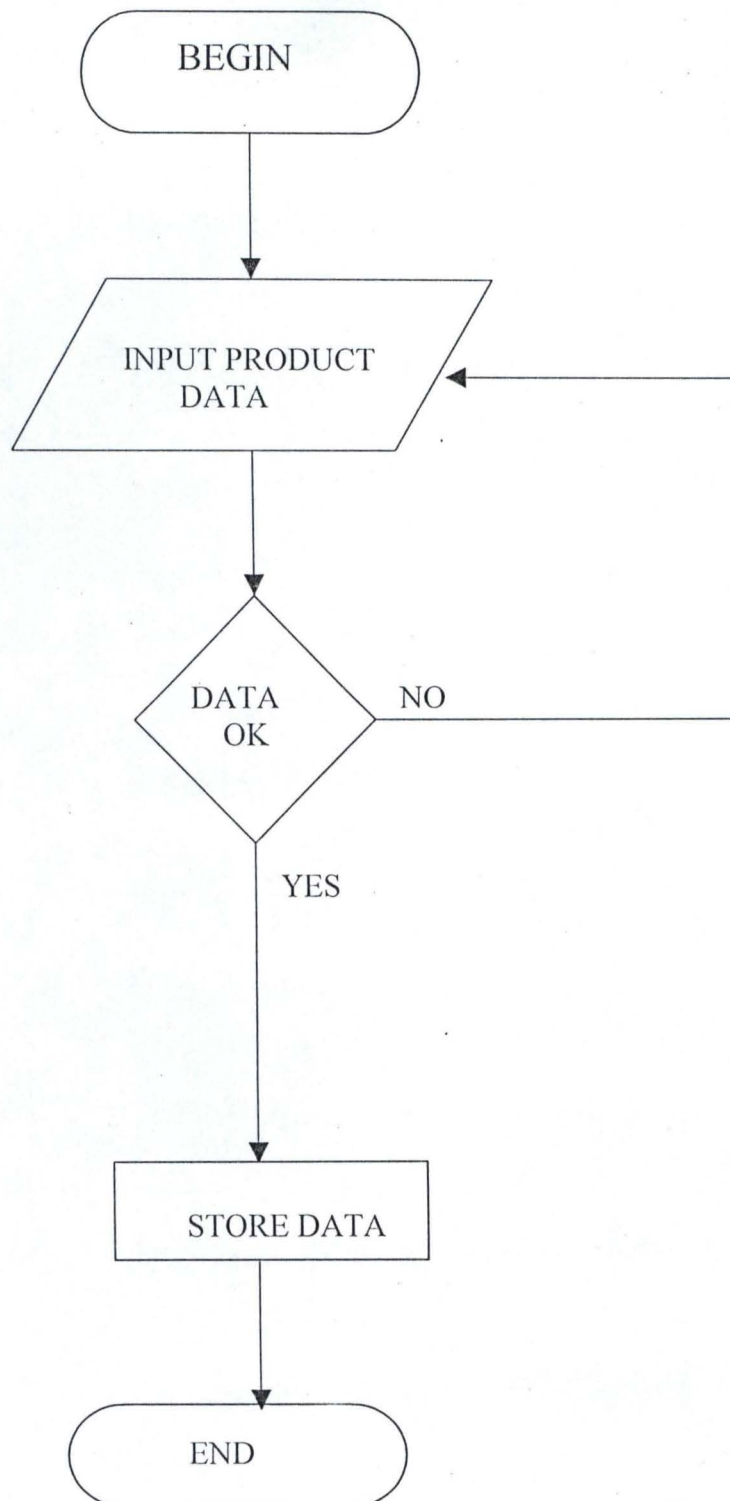 BEGIN
INPUT PRODUCT
DATA
DATA
OK
NO
YES
STORE DATA
END